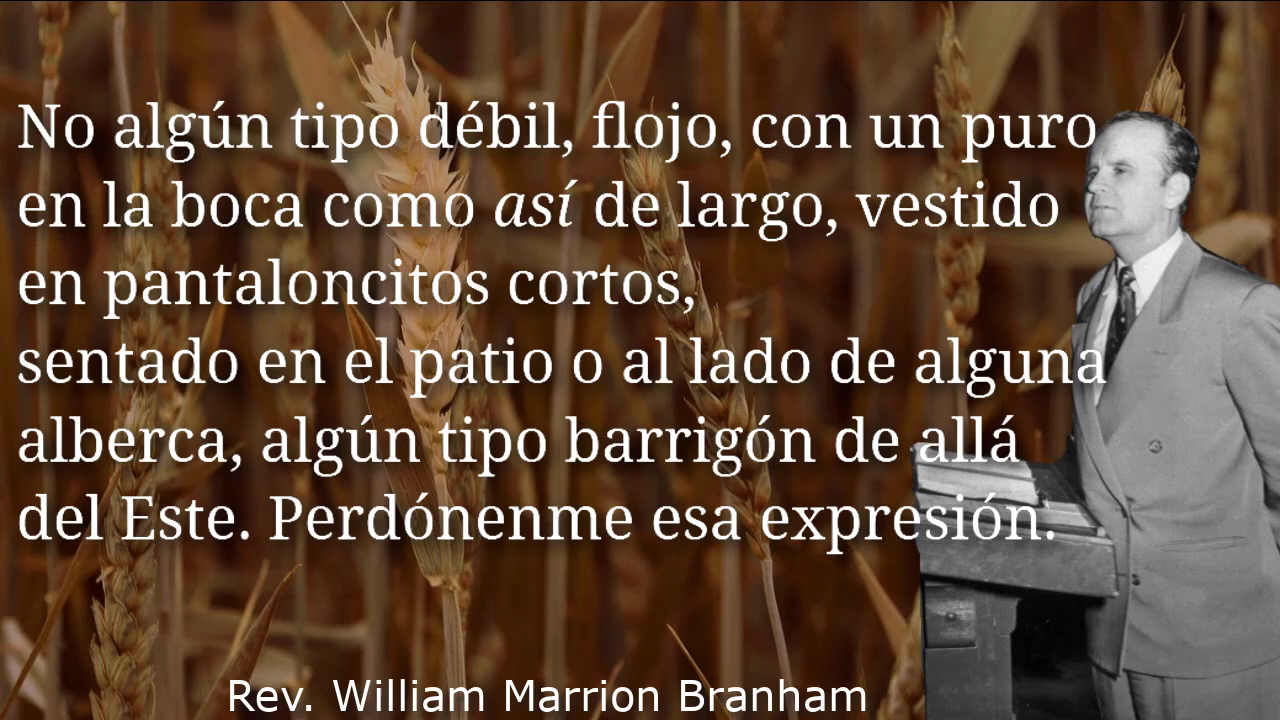 No algún tipo débil, flojo, con un puro
en la boca como así de largo, vestido
en pantaloncitos cortos,
sentado en el patio o al lado de alguna
alberca, algún tipo barrigón de allá
del Este. Perdónenme esa expresión.
Rev. William Marrion Branham